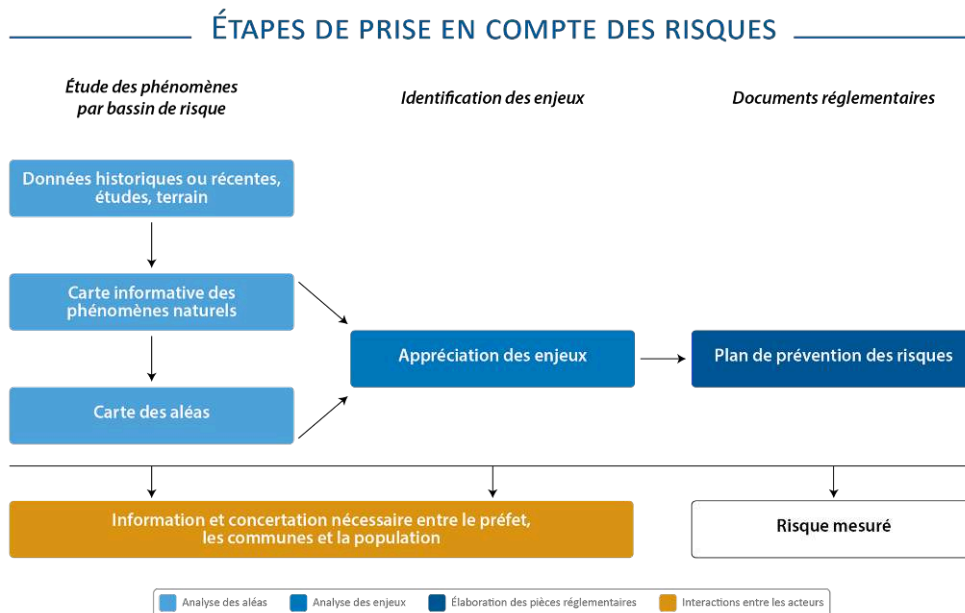 ÉTAPES DE PRISE EN COMPTE DES RISQUES
Étude des phénomènes
par bassin de risque
Identification des enjeux
Documents réglementaires
Données historiques ou récentes,
études, terrain
Carte informative des
phénomènes naturels
Appréciation des enjeux
Plan de prévention des risques
Carte des aléas
Information et concertation nécessaire entre le préfet,
les communes et la population
Risque mesuré
Analyse des aléas
Analyse des enjeux
Élaboration des pièces réglementaires
Interactions entre les acteurs